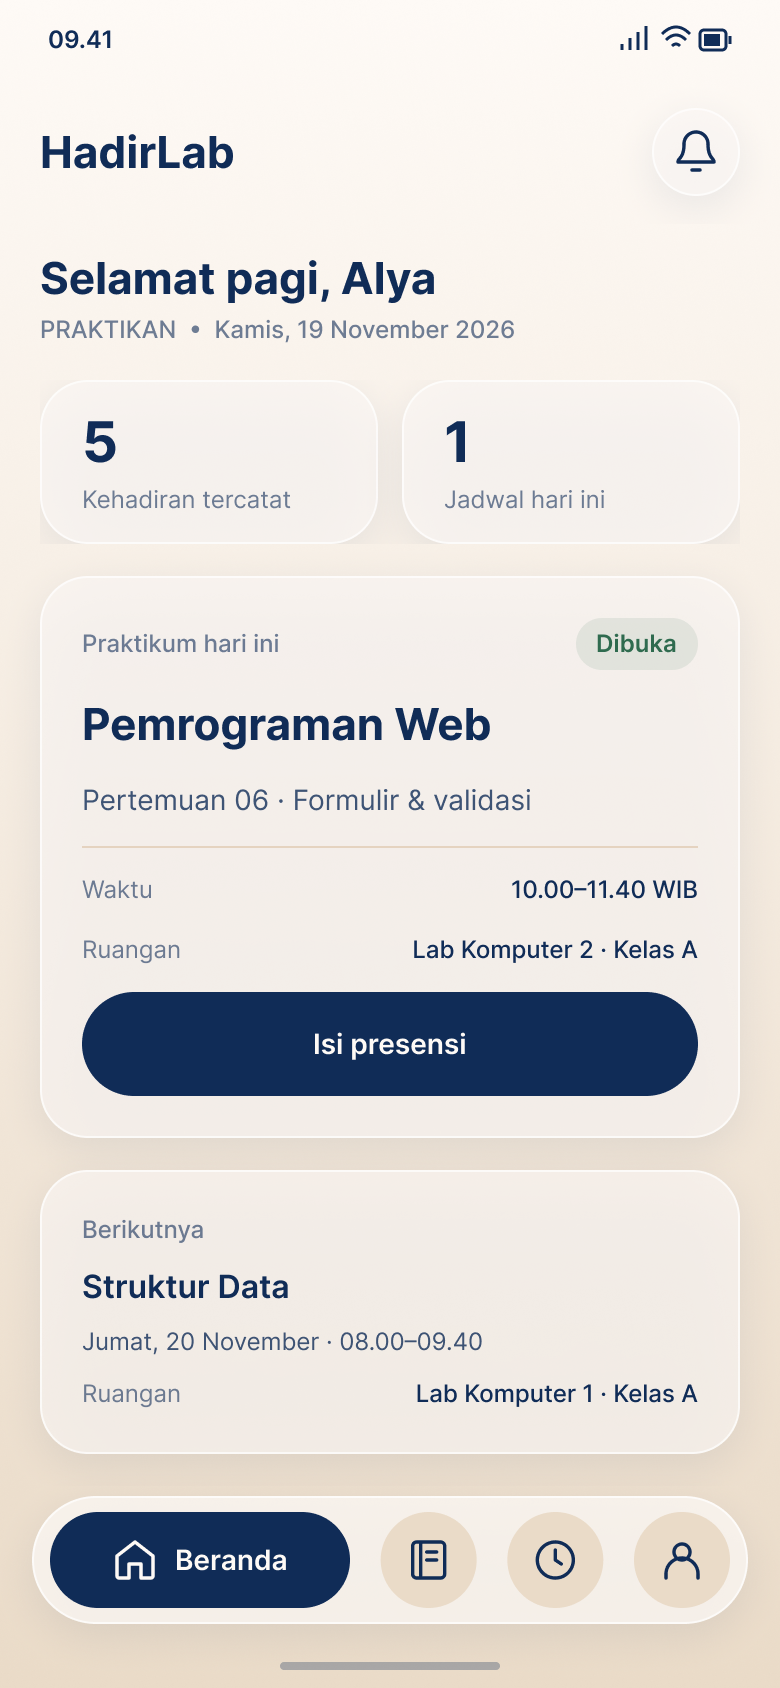 09.41
HadirLab
Selamat pagi, Alya
PRAKTIKAN • Kamis, 19 November 2026
5
Kehadiran tercatat
1
Jadwal hari ini
Praktikum hari ini
Dibuka
Pemrograman Web
Pertemuan 06 · Formulir & validasi
Waktu 10.00–11.40 WIB
Ruangan Lab Komputer 2 · Kelas A
Isi presensi
Berikutnya
Struktur Data
Jumat, 20 November · 08.00–09.40
Ruangan Lab Komputer 1 · Kelas A
Beranda